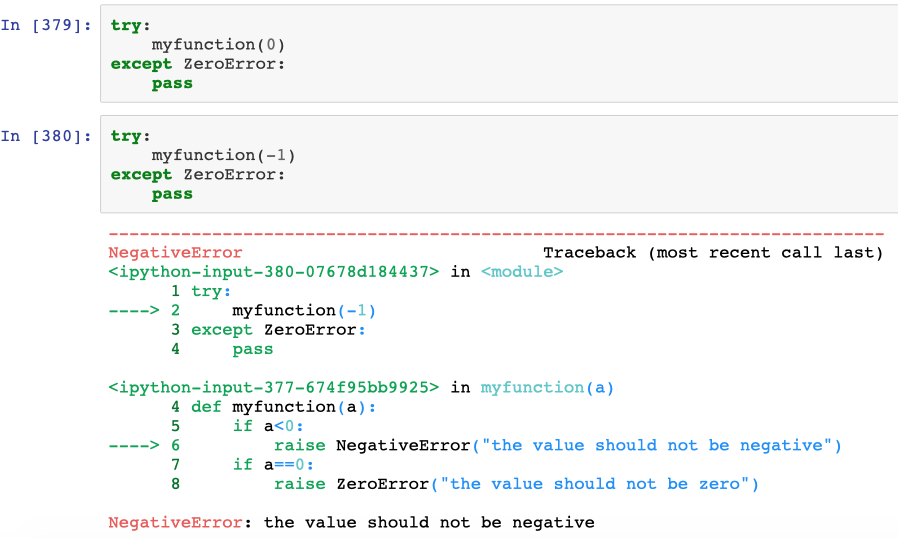 In [379]: try:
    myfunction(0)
except ZeroError:
    pass
In [380]: try:
    myfunction(-1)
except ZeroError:
    pass
---------------------------------------------------------------------------
NegativeError                             Traceback (most recent call last)
<ipython-input-380-07678d184437> in <module>
      1 try:
----> 2     myfunction(-1)
      3 except ZeroError:
      4     pass
<ipython-input-377-674f95bb9925> in myfunction(a)
      4 def myfunction(a):
      5     if a<0:
----> 6         raise NegativeError("the value should not be negative")
      7     if a==0:
      8         raise ZeroError("the value should not be zero")
NegativeError: the value should not be negative